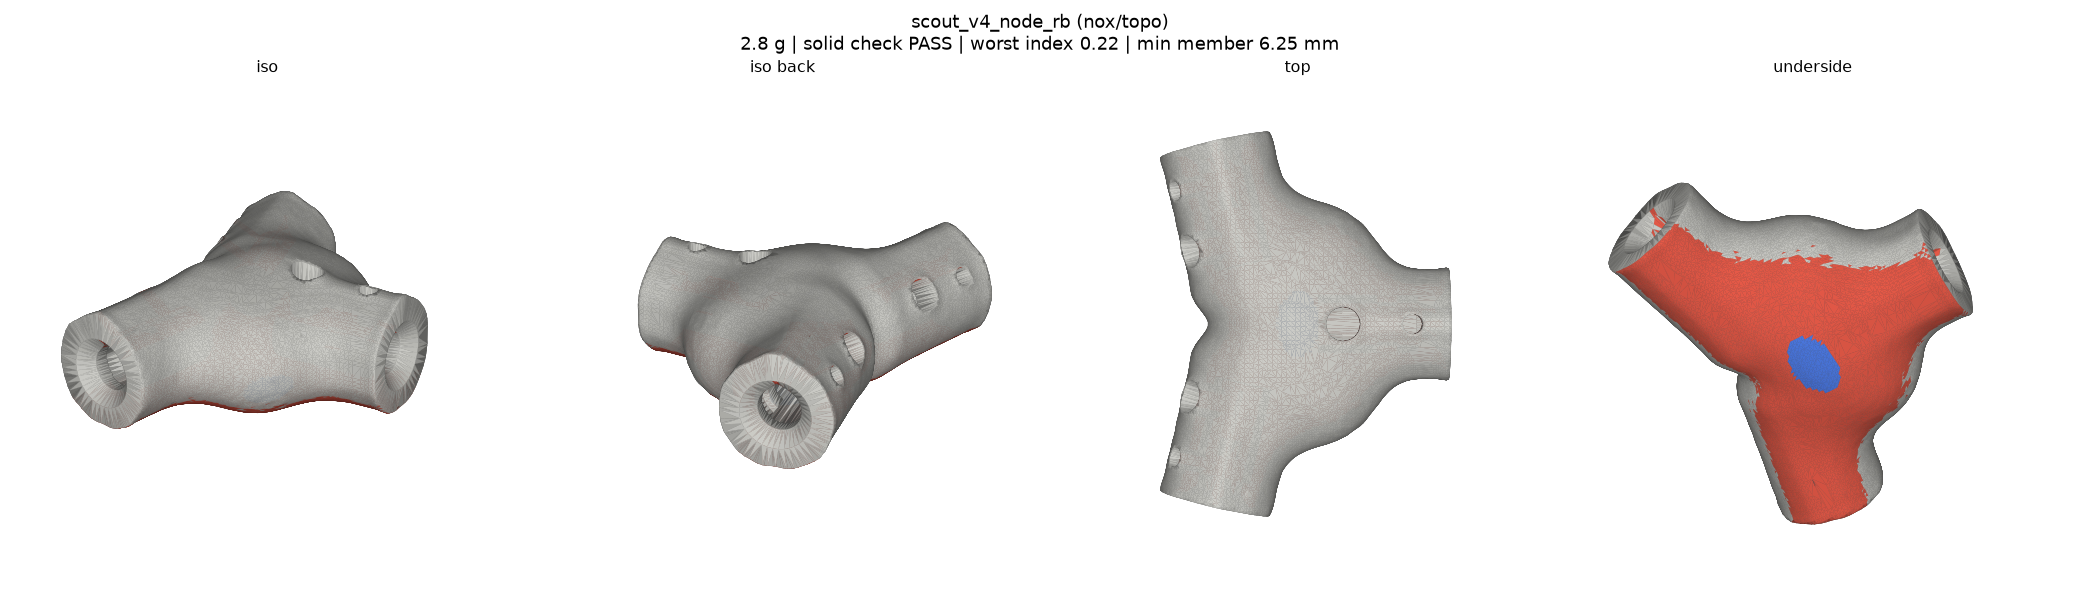 scout_v4_node_rb (nox/topo)
2.8 g | solid check PASS | worst index 0.22 | min member 6.25 mm
iso
iso back
top
underside